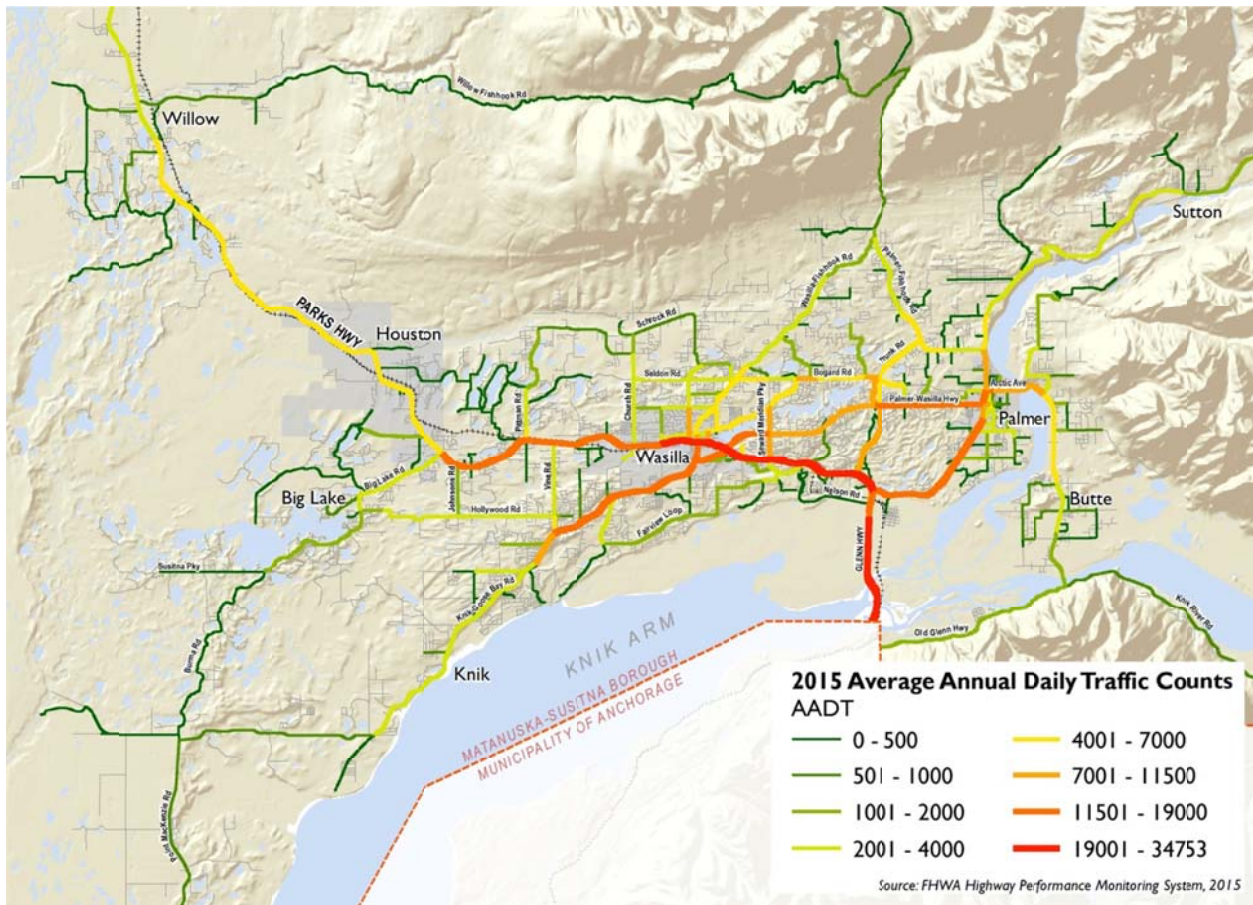 Willow Fishhook Rd
Willow
Sutton
PARKS HWY
Houston
Wasilla-Fishhook Rd
Palmer-Fishhook Rd
Schrock Rd
Trunk Rd
Seldon Rd
Bogard Rd
Church Rd
Pittman Rd
Seward Meridian Pky
Palmer-Wasilla Hwy
Arctic Ave
Palmer
Wasilla
Big Lake Rd
Johnsons Rd
Vine Rd
Big Lake
Hollywood Rd
Nelson Rd
Butte
Fairview Loop
GLENN HWY
Susitna Pky
Knik-Goose Bay Rd
Knik River Rd
Old Glenn Hwy
Burma Rd
KNIK ARM
Knik
MATANUSKA-SUSITNA BOROUGH
MUNICIPALITY OF ANCHORAGE
Point MacKenzie Rd
2015 Average Annual Daily Traffic Counts
AADT
0 - 500
501 - 1000
1001 - 2000
2001 - 4000
4001 - 7000
7001 - 11500
11501 - 19000
19001 - 34753
Source: FHWA Highway Performance Monitoring System, 2015